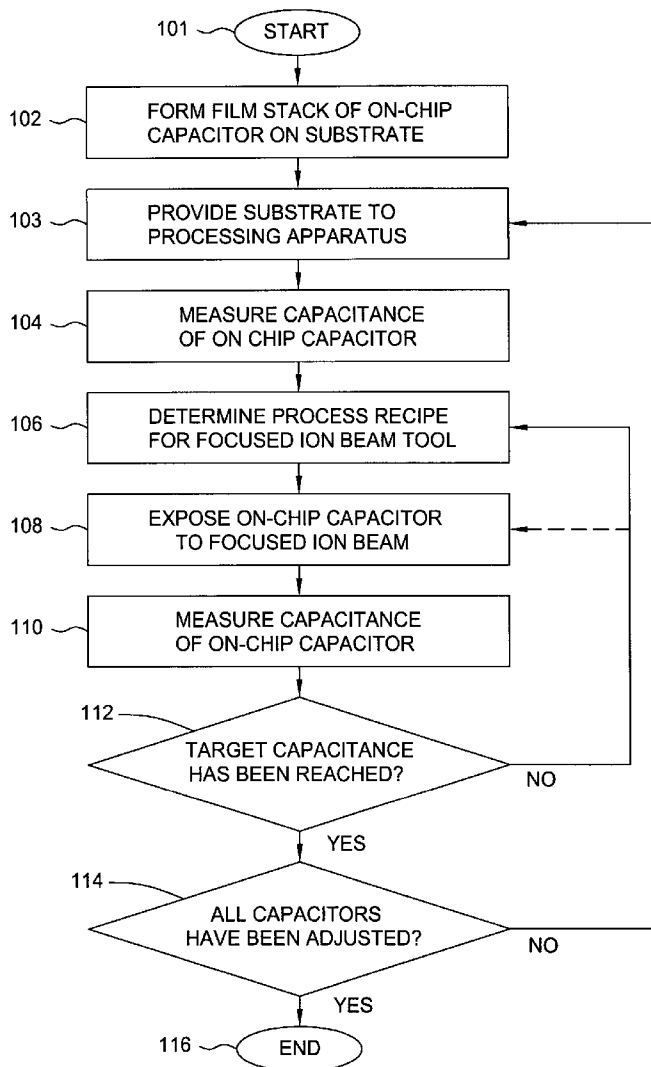 101
START
102
FORM FILM STACK OF ON-CHIP
CAPACITOR ON SUBSTRATE
103
PROVIDE SUBSTRATE TO
PROCESSING APPARATUS
104
MEASURE CAPACITANCE
OF ON CHIP CAPACITOR
106
DETERMINE PROCESS RECIPE
FOR FOCUSED ION BEAM TOOL
108
EXPOSE ON-CHIP CAPACITOR
TO FOCUSED ION BEAM
110
MEASURE CAPACITANCE
OF ON-CHIP CAPACITOR
112
TARGET CAPACITANCE
HAS BEEN REACHED?
NO
YES
114
ALL CAPACITORS
HAVE BEEN ADJUSTED?
NO
YES
116
END